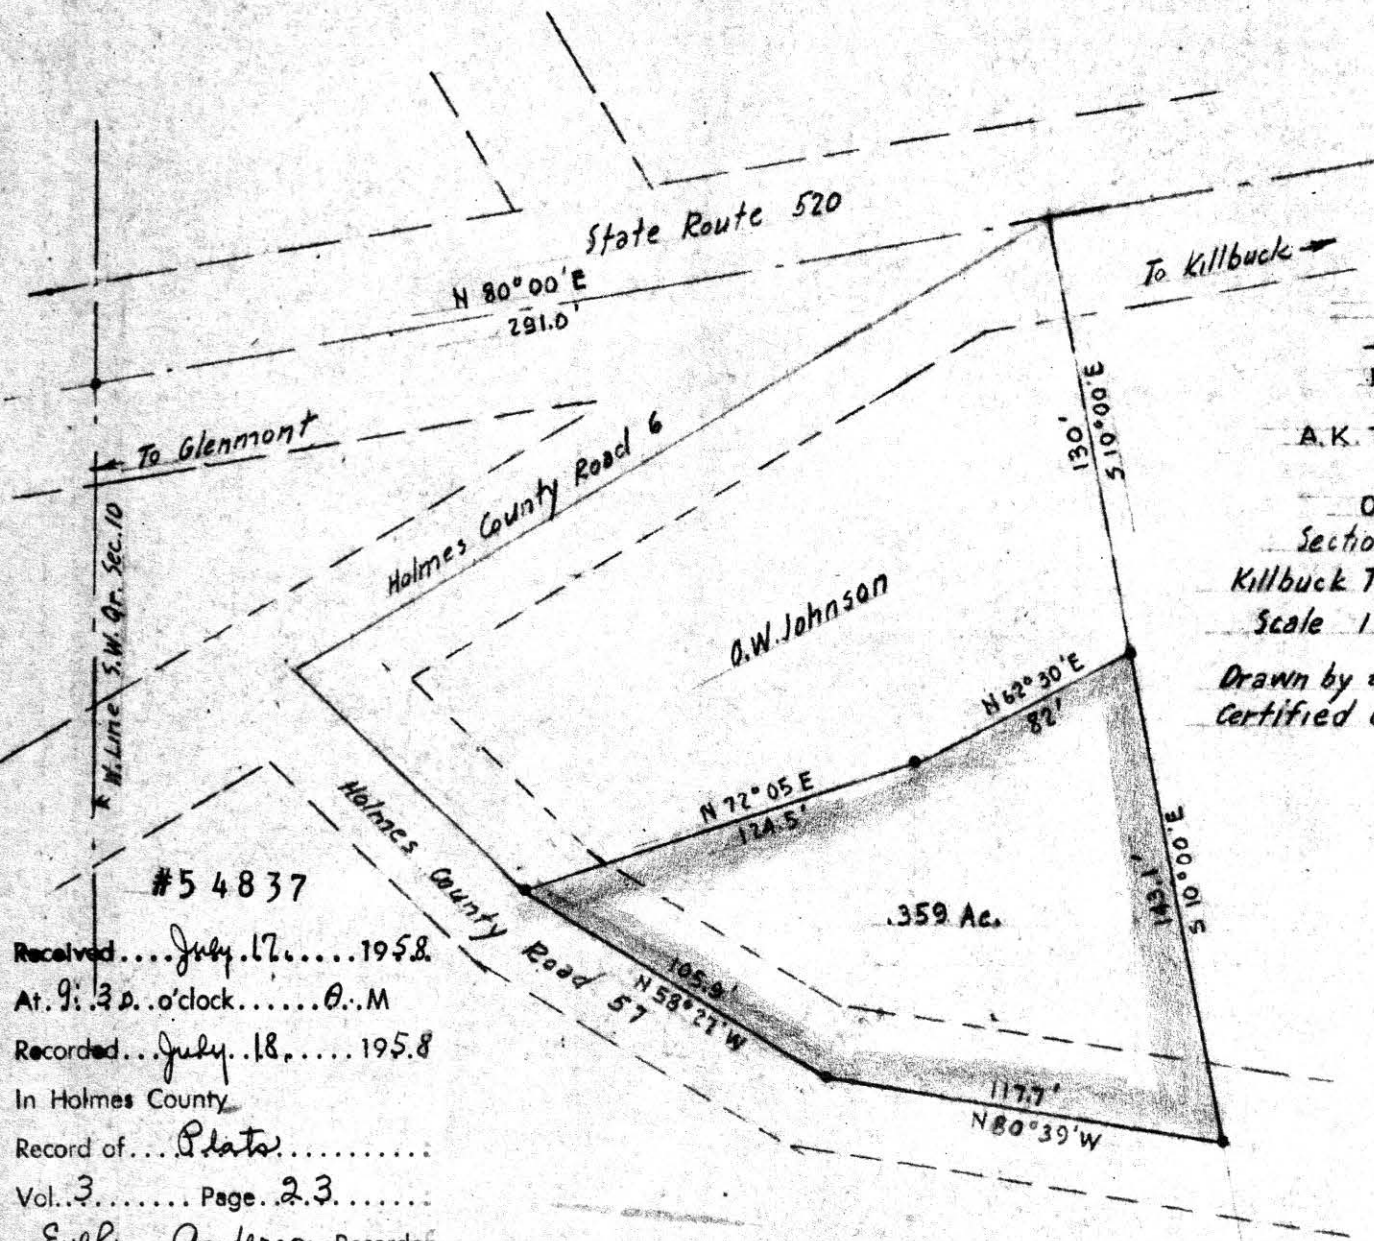 State Route 520
N 80°00'E
291.0'
To Killbuck
To Glenmont
Holmes County Road 6
W. Line S.W. Qr. Sec. 10
130'
S 10°00'E
A.K.
O.W. Johnson
Sectio
Killbuck T
Scale 1
Drawn by
Certified
N 62°30'E
82'
N 72°05 E
124.5'
Holmes County Road 57
.359 Ac.
S 10°00'E
143.1'
105.9'
N 58°27'W
117.7'
N 80°39'W
#54837
Received....July.17......1958.
At.9:30..o'clock......A..M
Recorded...July..18,.....1958
In Holmes County
Record of....Plats............
Vol..3........Page..23.......
Anderson Recorder